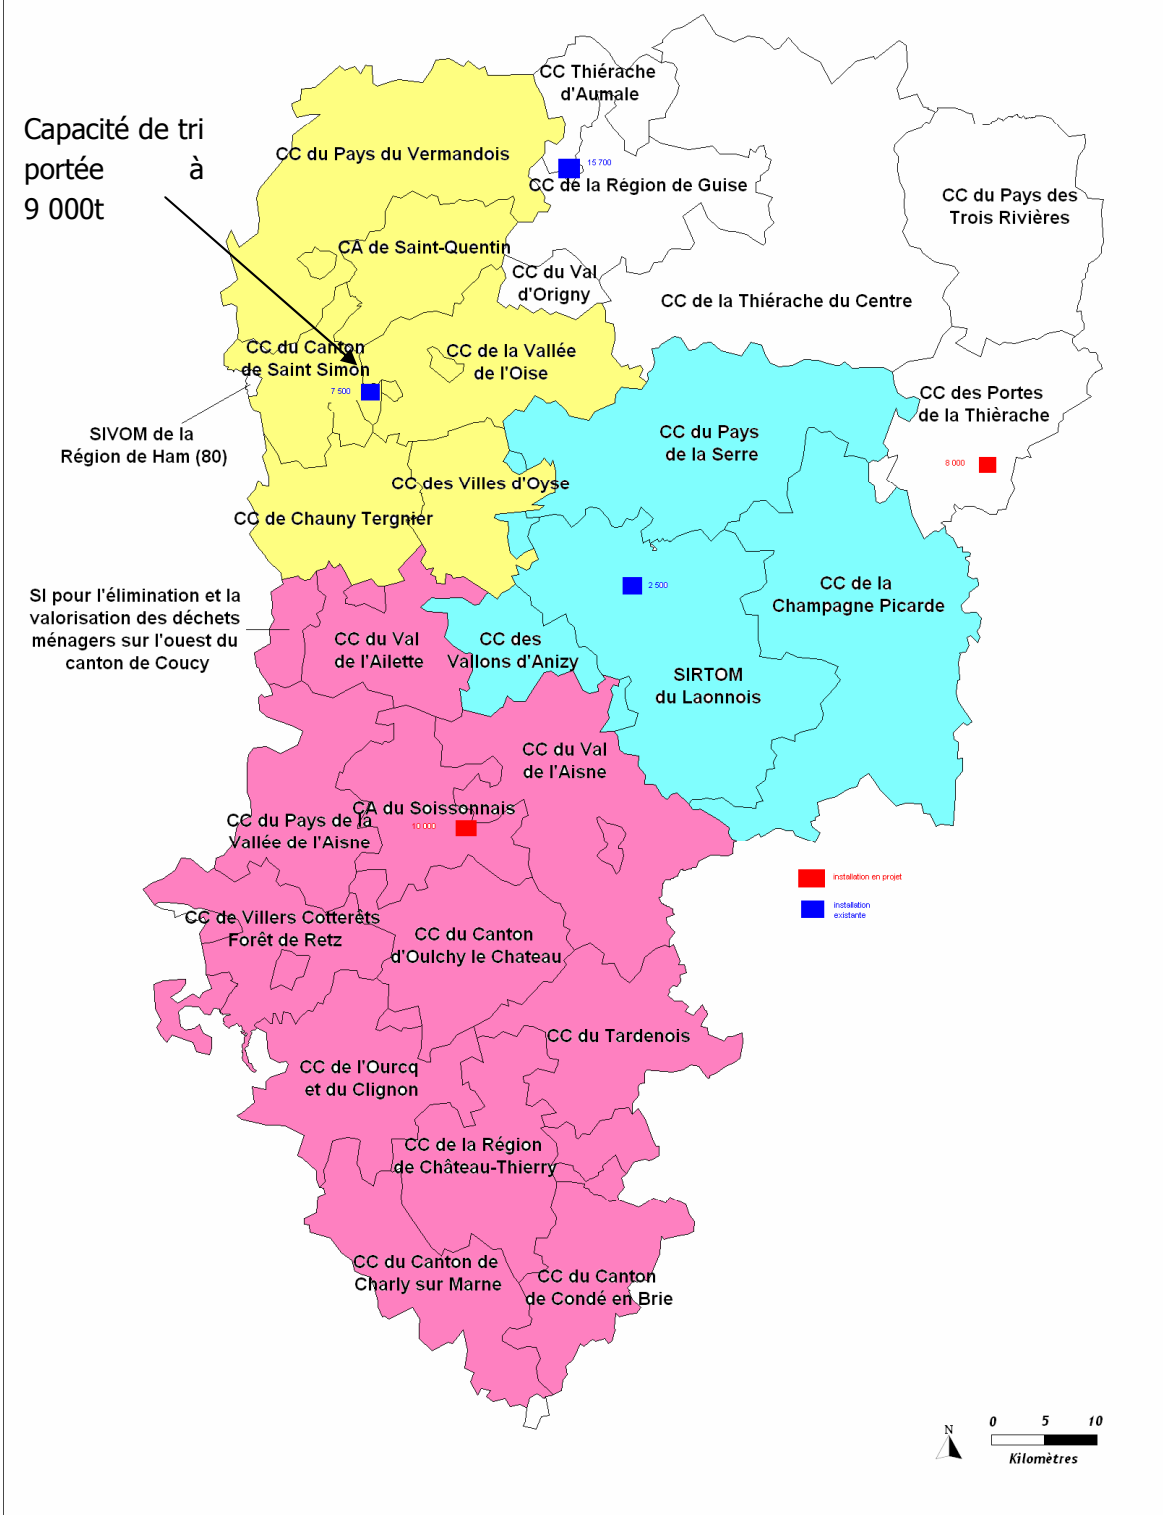 CC Thiérache
d'Aumale
Capacité de tri
portée à
9 000t
CC du Pays du Vermandois
15 700
CC de la Région de Guise
CC du Pays des
Trois Rivières
CA de Saint-Quentin
CC du Val
d'Origny
CC de la Thiérache du Centre
CC du Canton
de Saint Simon
CC de la Vallée
de l'Oise
7 500
CC des Portes
de la Thièrache
SIVOM de la
Région de Ham (80)
CC du Pays
de la Serre
8 000
CC des Villes d'Oyse
CC de Chauny Tergnier
2 500
CC de la
Champagne Picarde
SI pour l'élimination et la
valorisation des déchets
ménagers sur l'ouest du
canton de Coucy
CC du Val
de l'Ailette
CC des
Vallons d'Anizy
SIRTOM
du Laonnois
CC du Val
de l'Aisne
CA du Soissonnais
10 000
CC du Pays de la
Vallée de l'Aisne
installation en projet
installation
existante
CC de Villers Cotterêts
Forêt de Retz
CC du Canton
d'Oulchy le Chateau
CC du Tardenois
CC de l'Ourcq
et du Clignon
CC de la Région
de Château-Thierry
CC du Canton de
Charly sur Marne
CC du Canton
de Condé en Brie
N
0 5 10
Kilomètres